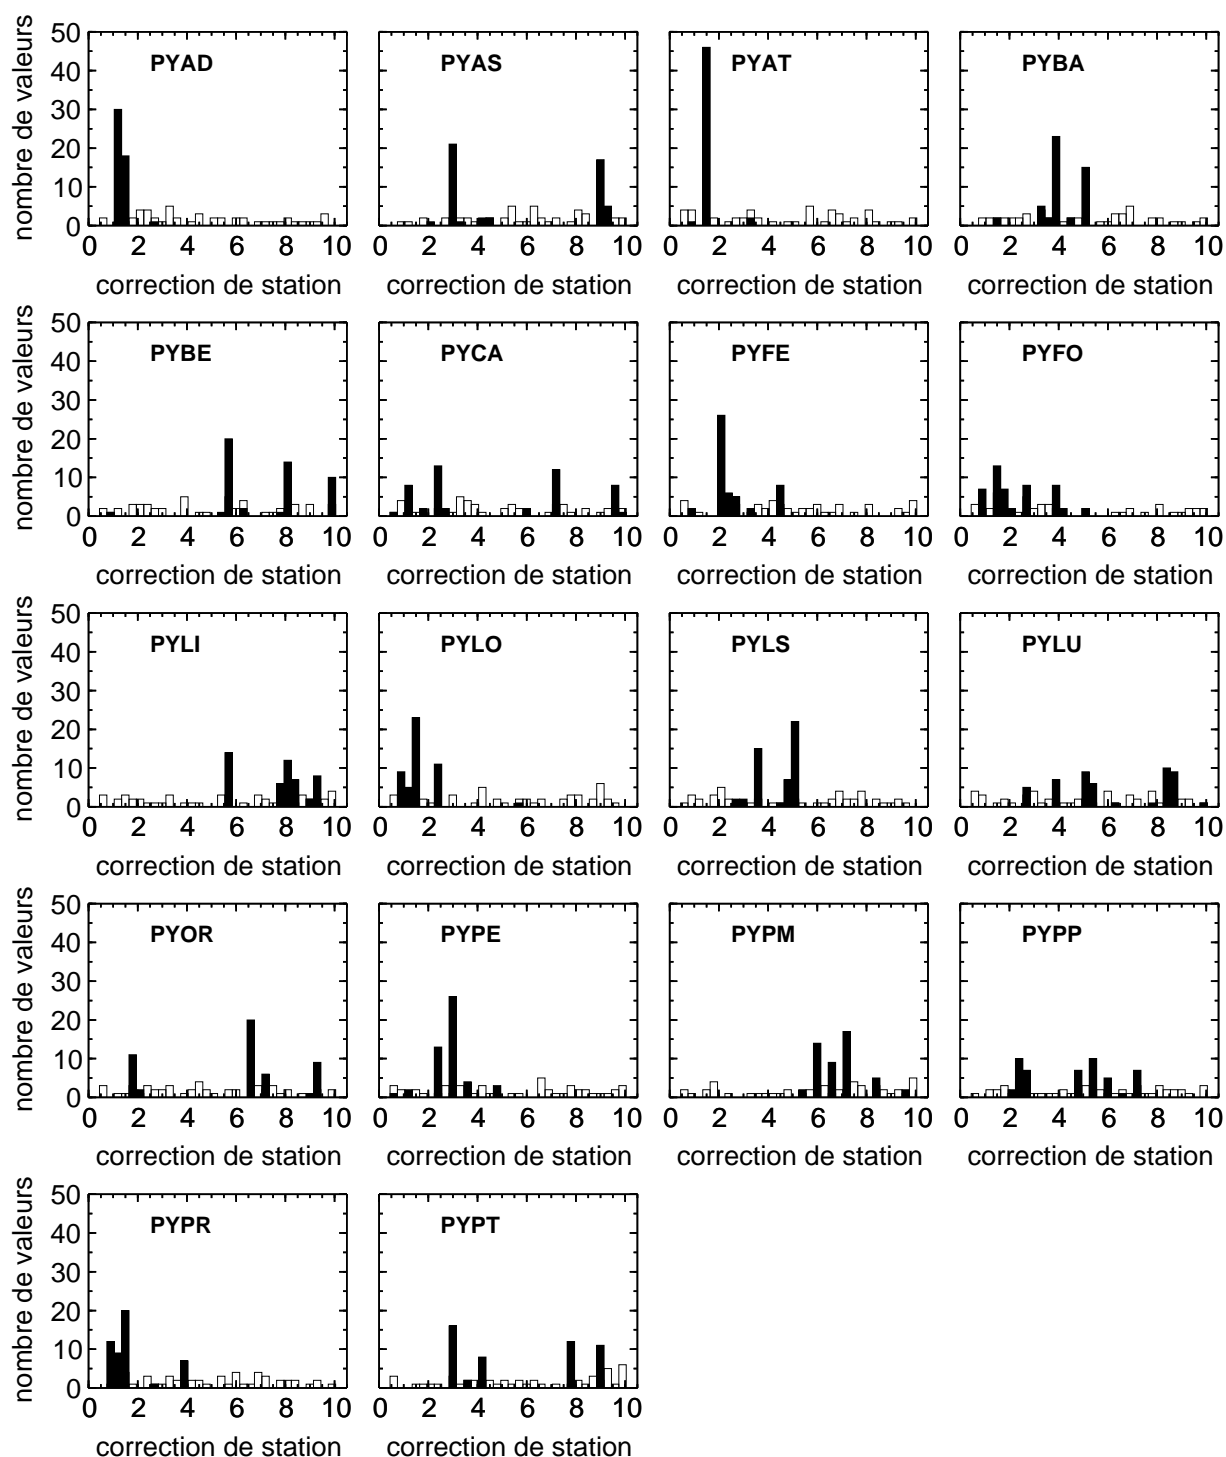 nombre de valeurs
50
40
30
20
10
0
PYAD PYAS PYAT PYBA
0 2 4 6 8 10 0 2 4 6 8 10 0 2 4 6 8 10 0 2 4 6 8 10
correction de station correction de station correction de station correction de station
nombre de valeurs
50
40
30
20
10
0
PYBE PYCA PYFE PYFO
0 2 4 6 8 10 0 2 4 6 8 10 0 2 4 6 8 10 0 2 4 6 8 10
correction de station correction de station correction de station correction de station
nombre de valeurs
50
40
30
20
10
0
PYLI PYLO PYLS PYLU
0 2 4 6 8 10 0 2 4 6 8 10 0 2 4 6 8 10 0 2 4 6 8 10
correction de station correction de station correction de station correction de station
nombre de valeurs
50
40
30
20
10
0
PYOR PYPE PYPM PYPP
0 2 4 6 8 10 0 2 4 6 8 10 0 2 4 6 8 10 0 2 4 6 8 10
correction de station correction de station correction de station correction de station
nombre de valeurs
50
40
30
20
10
0
PYPR PYPT
0 2 4 6 8 10 0 2 4 6 8 10
correction de station correction de station